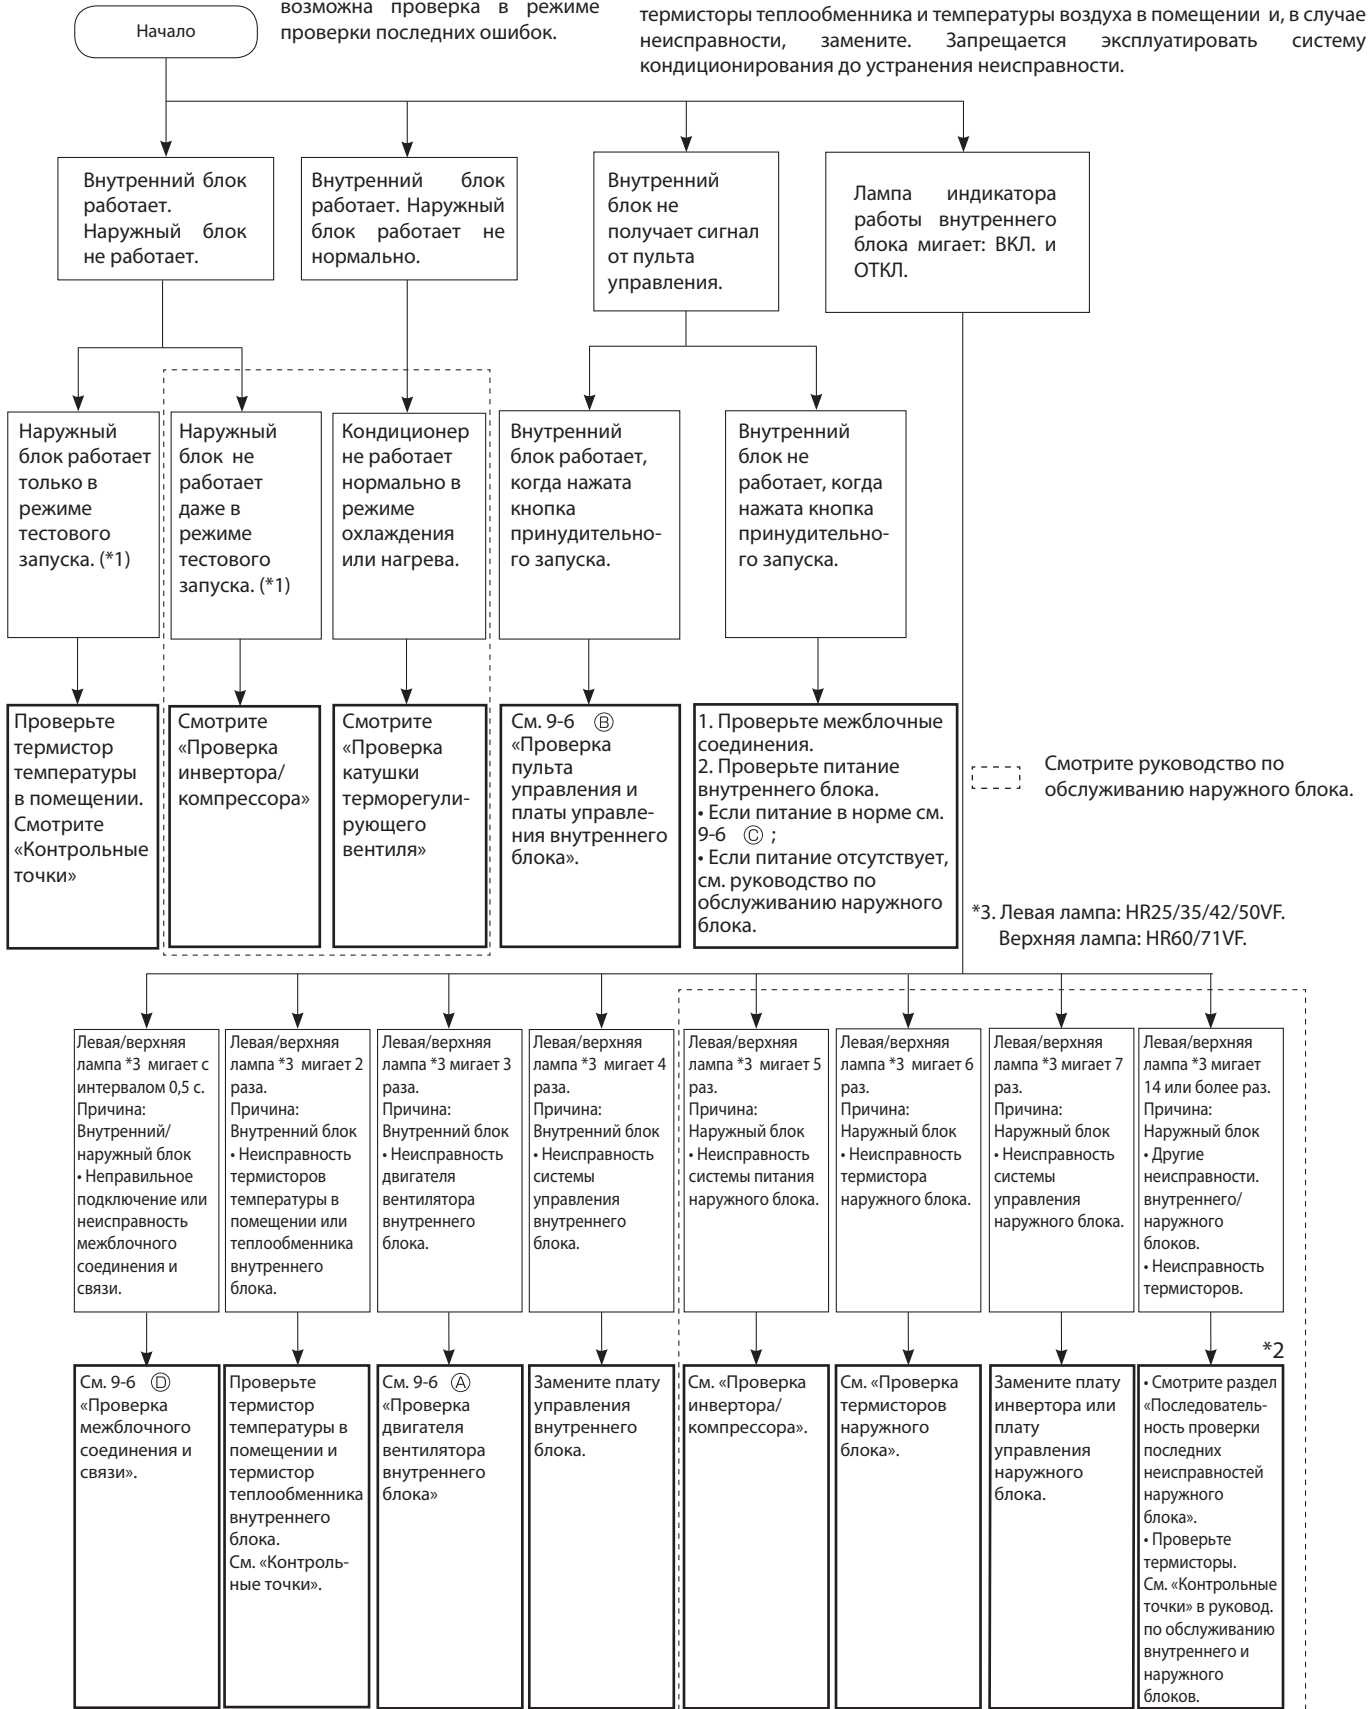 возможна проверка в режиме
проверки последних ошибок.
термисторы теплообменника и температуры воздуха в помещении и, в случае
неисправности, замените. Запрещается эксплуатировать систему
кондиционирования до устранения неисправности.
Начало
Внутренний блок
работает.
Наружный блок
не работает.
Внутренний блок
работает. Наружный
блок работает не
нормально.
Внутренний
блок не
получает сигнал
от пульта
управления.
Лампа индикатора
работы внутреннего
блока мигает: ВКЛ. и
ОТКЛ.
Наружный
блок работает
только в
режиме
тестового
запуска. (*1)
Наружный
блок не
работает
даже в
режиме
тестового
запуска. (*1)
Кондиционер
не работает
нормально в
режиме
охлаждения
или нагрева.
Внутренний
блок работает,
когда нажата
кнопка
принудительно-
го запуска.
Внутренний
блок не
работает, когда
нажата кнопка
принудительно-
го запуска.
Проверьте
термистор
температуры
в помещении.
Смотрите
«Контрольные
точки»
Смотрите
«Проверка
инвертора/
компрессора»
Смотрите
«Проверка
катушки
терморегули-
рующего
вентиля»
См. 9-6 Ⓑ
«Проверка
пульта
управления и
платы управле-
ния внутреннего
блока».
1. Проверьте межблочные
соединения.
2. Проверьте питание
внутреннего блока.
• Если питание в норме см.
9-6 Ⓒ ;
• Если питание отсутствует,
см. руководство по
обслуживанию наружного
блока.
Смотрите руководство по
обслуживанию наружного блока.
*3. Левая лампа: HR25/35/42/50VF.
Верхняя лампа: HR60/71VF.
Левая/верхняя
лампа *3 мигает с
интервалом 0,5 с.
Причина:
Внутренний/
наружный блок
• Неправильное
подключение или
неисправность
межблочного
соединения и
связи.
Левая/верхняя
лампа *3 мигает 2
раза.
Причина:
Внутренний блок
• Неисправность
термисторов
температуры в
помещении или
теплообменника
внутреннего
блока.
Левая/верхняя
лампа *3 мигает 3
раза.
Причина:
Внутренний блок
• Неисправность
двигателя
вентилятора
внутреннего
блока.
Левая/верхняя
лампа *3 мигает 4
раза.
Причина:
Внутренний блок
• Неисправность
системы
управления
внутреннего
блока.
Левая/верхняя
лампа *3 мигает 5
раз.
Причина:
Наружный блок
• Неисправность
системы питания
наружного блока.
Левая/верхняя
лампа *3 мигает 6
раз.
Причина:
Наружный блок
• Неисправность
термистора
наружного блока.
Левая/верхняя
лампа *3 мигает 7
раз.
Причина:
Наружный блок
• Неисправность
системы
управления
наружного блока.
Левая/верхняя
лампа *3 мигает
14 или более раз.
Причина:
Наружный блок
• Другие
неисправности.
внутреннего/
наружного
блоков.
• Неисправность
термисторов.
*2
См. 9-6 Ⓓ
«Проверка
межблочного
соединения и
связи».
Проверьте
термистор
температуры в
помещении и
термистор
теплообменника
внутреннего
блока.
См. «Контроль-
ные точки».
См. 9-6 Ⓐ
«Проверка
двигателя
вентилятора
внутреннего
блока»
Замените плату
управления
внутреннего
блока.
См. «Проверка
инвертора/
компрессора».
См. «Проверка
термисторов
наружного
блока».
Замените плату
инвертора или
плату
управления
наружного
блока.
• Смотрите раздел
«Последователь-
ность проверки
последних
неисправностей
наружного
блока».
• Проверьте
термисторы.
См. «Контрольные
точки» в руковод.
по обслуживанию
внутреннего и
наружного
блоков.